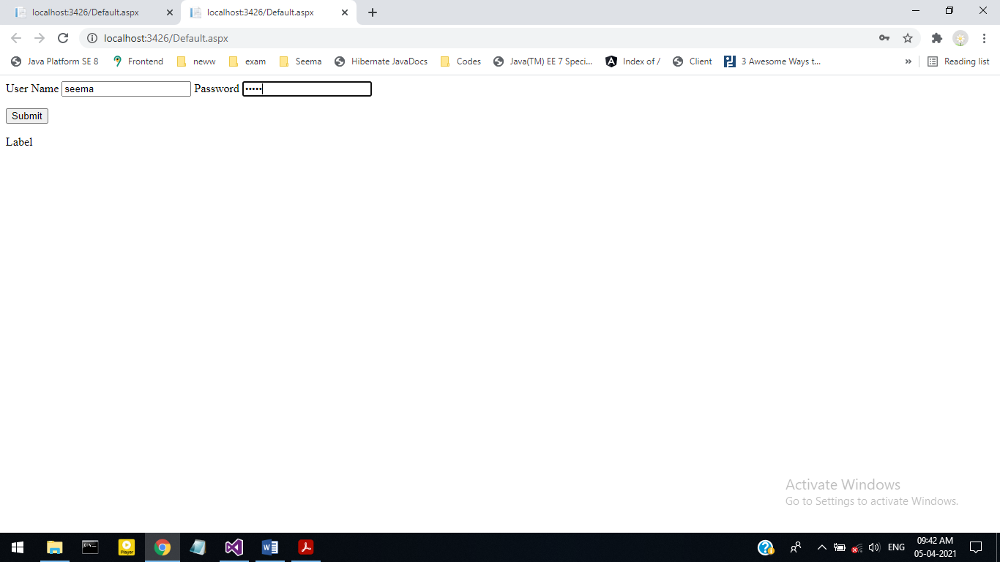 localhost:3426/Default.aspx localhost:3426/Default.aspx
localhost:3426/Default.aspx
Java Platform SE 8 Frontend neww exam Seema Hibernate JavaDocs Codes Java(TM) EE 7 Speci... Index of / Client 3 Awesome Ways t... » Reading list
User Name seema Password •••••
Submit
Label
Activate Windows
Go to Settings to activate Windows.
Player
ENG
09:42 AM
05-04-2021